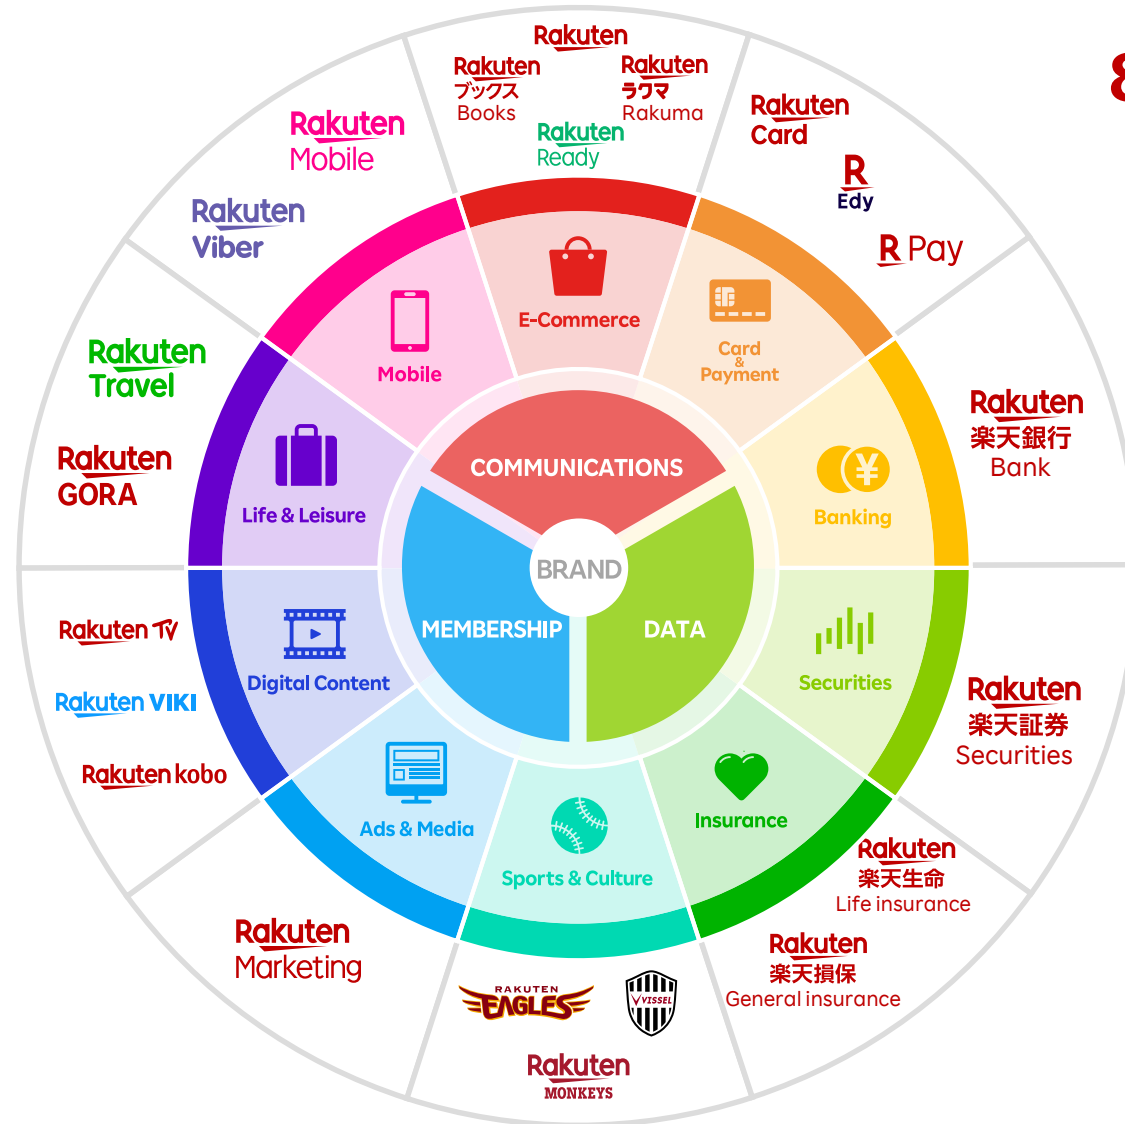 Rakuten
Rakuten
ブックス
Books
Rakuten
ラクマ
Rakuma
Rakuten
Ready
Rakuten
Card
R
Edy
R Pay
8
Rakuten
Mobile
Rakuten
Viber
E-Commerce
Card
&
Payment
Mobile
Rakuten
Travel
Rakuten
GORA
Life & Leisure
COMMUNICATIONS
¥
Banking
Rakuten
楽天銀行
Bank
BRAND
MEMBERSHIP
DATA
Rakuten TV
Rakuten VIKI
Rakuten kobo
Digital Content
Securities
Rakuten
楽天証券
Securities
Ads & Media
Sports & Culture
Insurance
Rakuten
楽天生命
Life insurance
Rakuten
楽天損保
General insurance
Rakuten
Marketing
RAKUTEN
EAGLES
VISSEL
Rakuten
MONKEYS